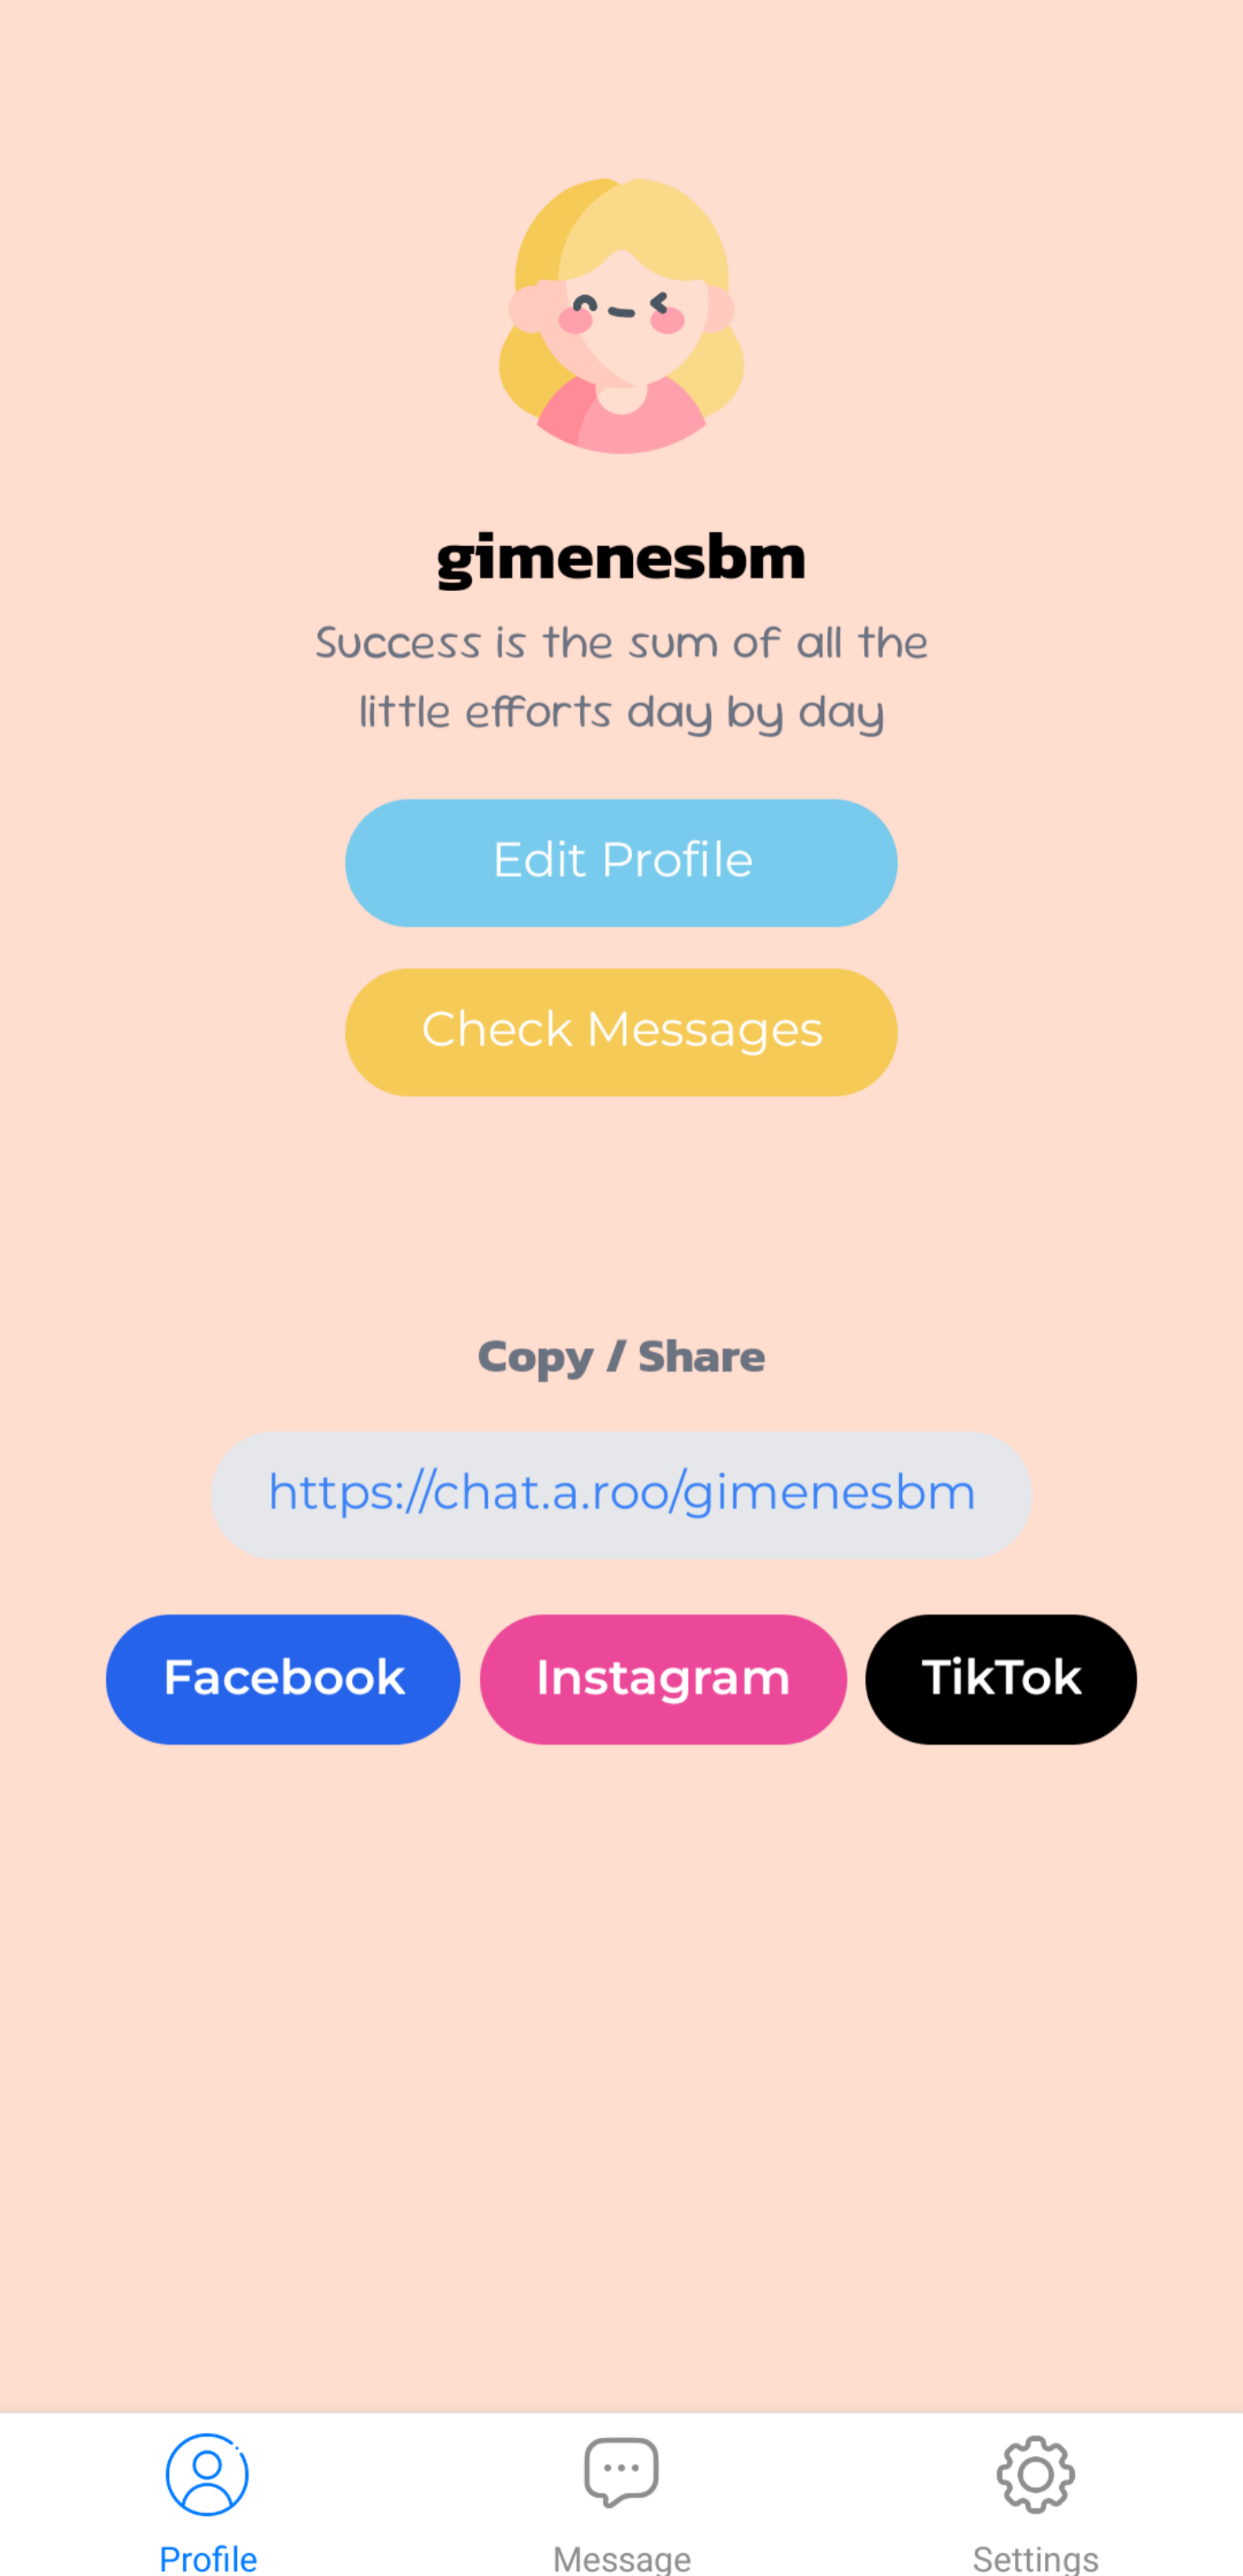 gimenesbm
Success is the sum of all the
little efforts day by day
Edit Profile
Check Messages
Copy / Share
https://chat.a.roo/gimenesbm
Facebook Instagram TikTok
Profile Message Settings